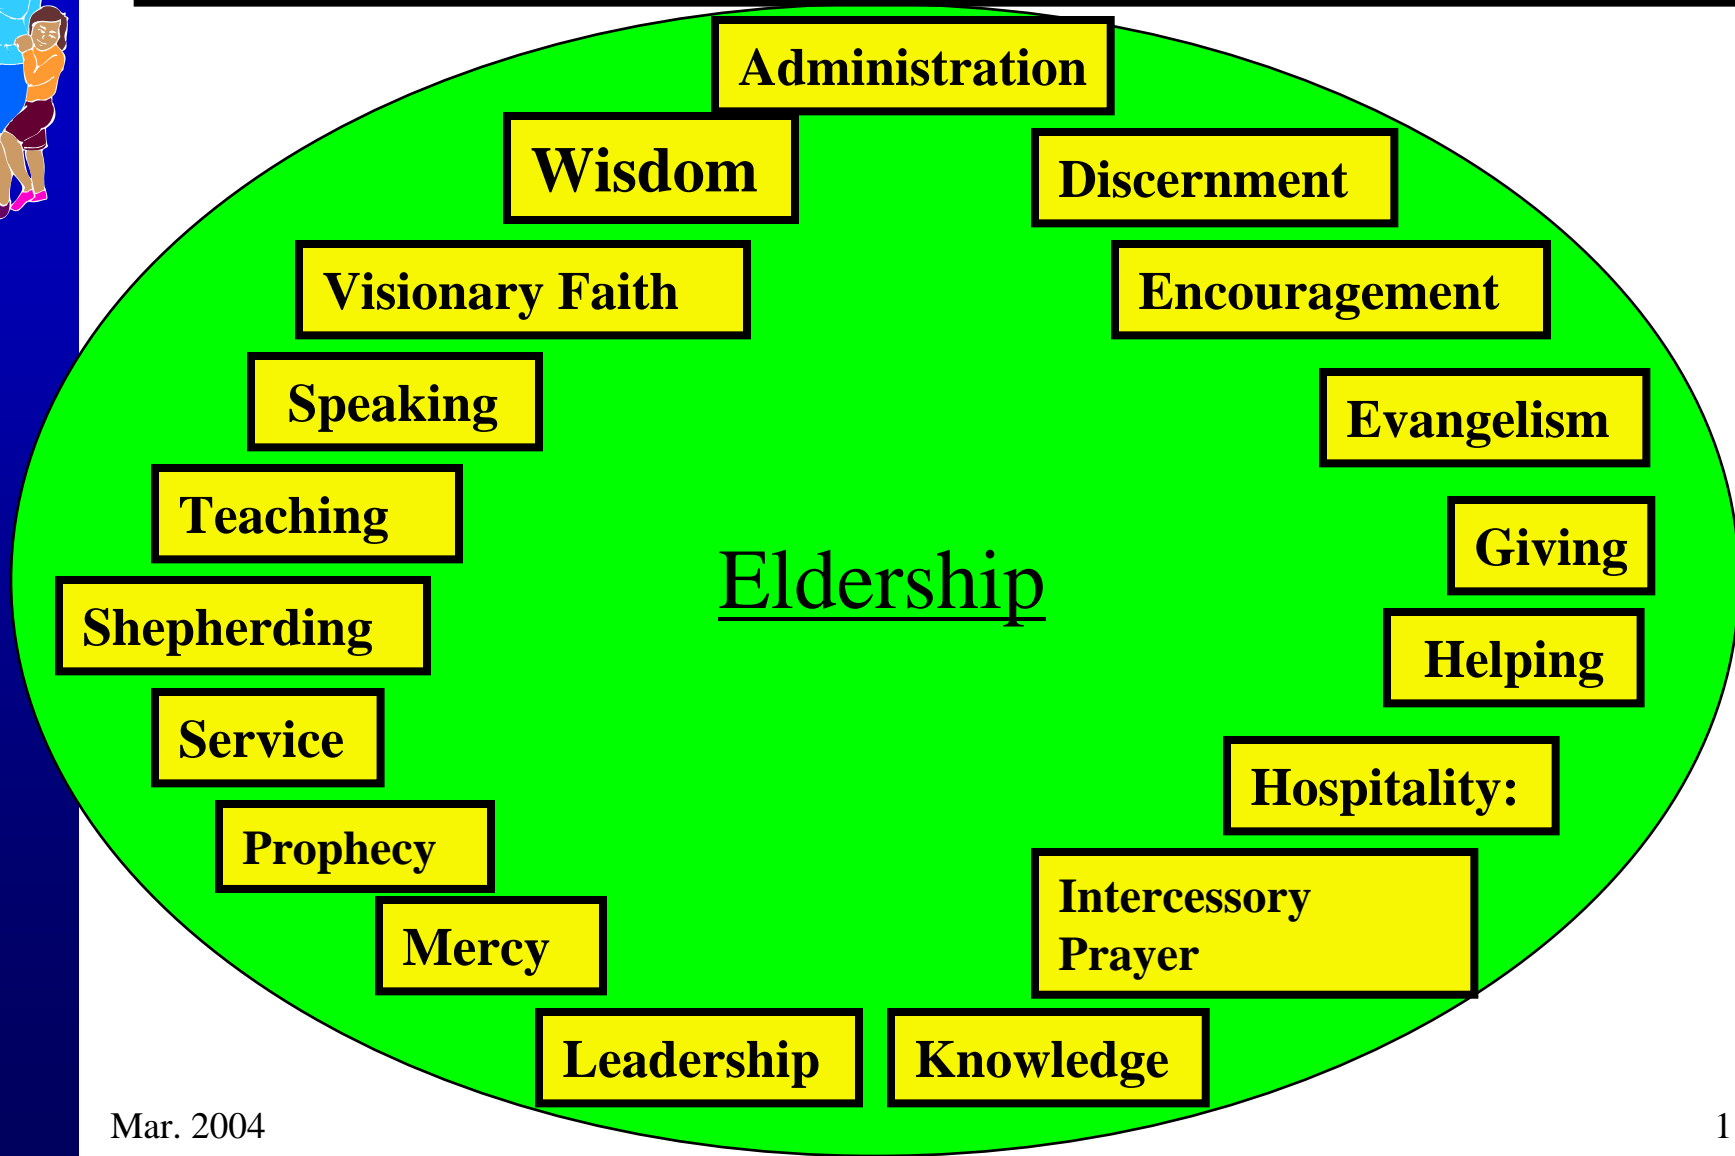 Administration
Wisdom
Discernment
Visionary Faith
Encouragement
Speaking
Evangelism
Teaching
Giving
Eldership
Shepherding
Helping
Service
Hospitality:
Prophecy
Intercessory
Prayer
Mercy
Leadership
Knowledge
Mar. 2004
1